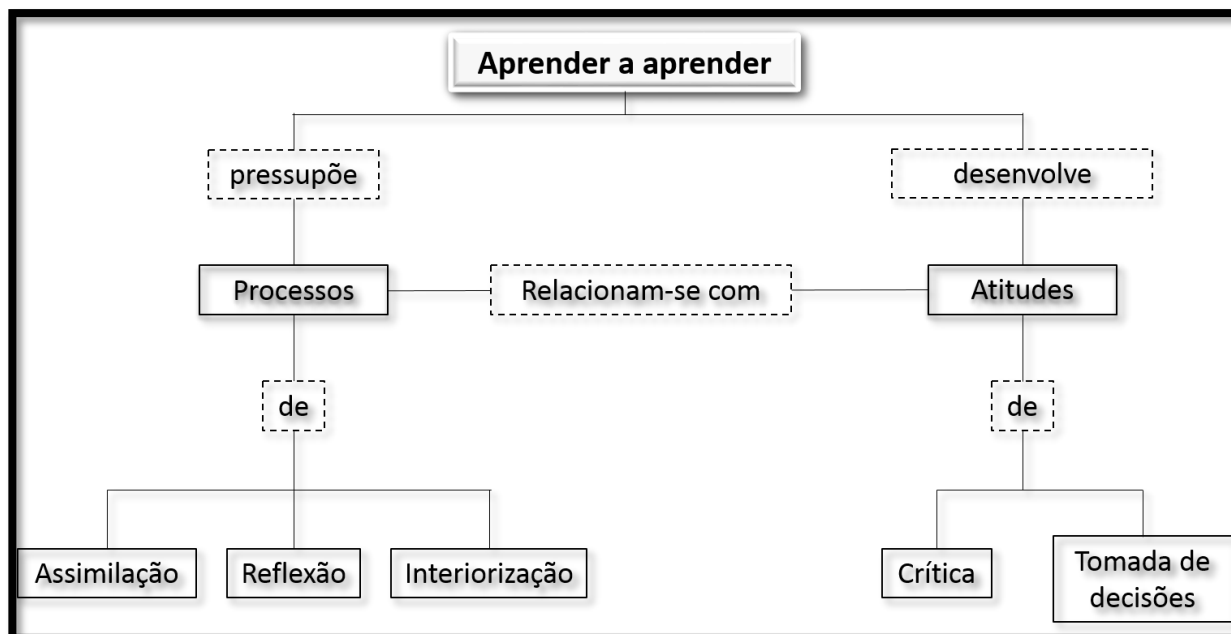 Aprender a aprender
pressupõe
desenvolve
Processos
Relacionam-se com
Atitudes
de
de
Assimilação
Reflexão
Interiorização
Crítica
Tomada de
decisões